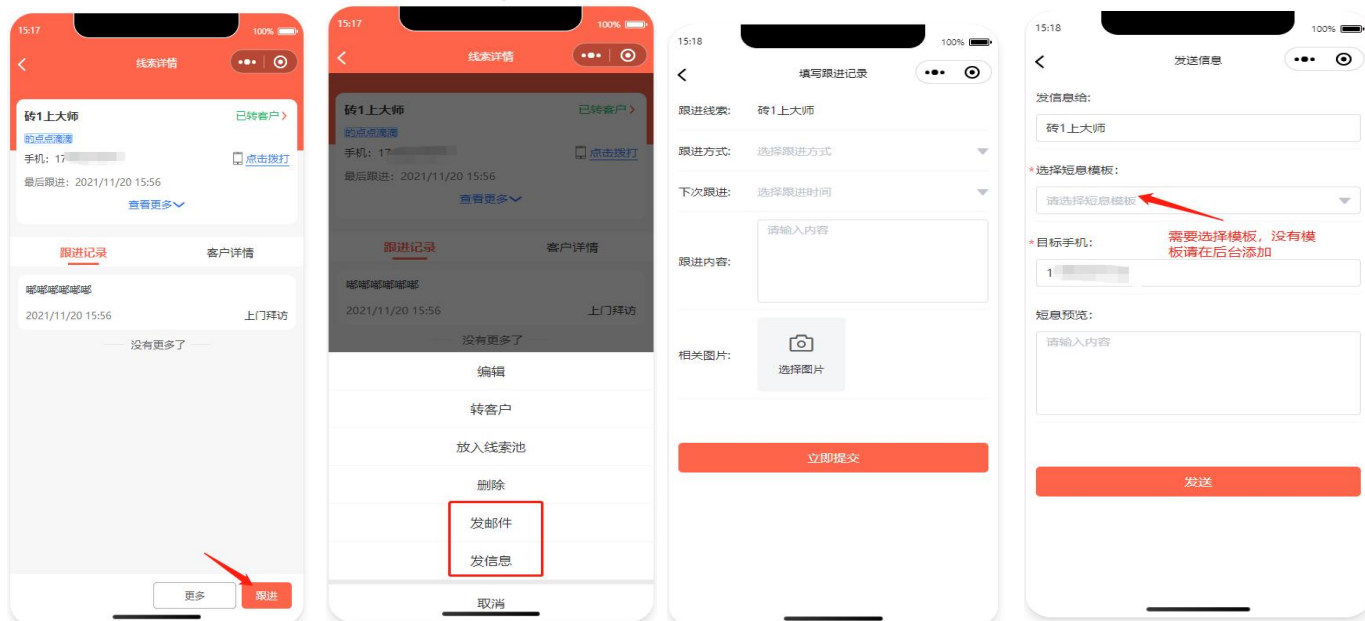 15:17
100%
线索详情
砖1上大师
已转客户
的点点滴滴
手机: 17
点击拨打
最后跟进: 2021/11/20 15:56
查看更多
跟进记录
客户详情
嘟嘟嘟嘟嘟嘟
2021/11/20 15:56
上门拜访
没有更多了
更多
跟进
15:17
100%
线索详情
砖1上大师
已转客户
的点点滴滴
手机: 17
点击拨打
最后跟进: 2021/11/20 15:56
查看更多
跟进记录
客户详情
嘟嘟嘟嘟嘟嘟
2021/11/20 15:56
上门拜访
没有更多了
编辑
转客户
放入线索池
删除
发邮件
发信息
取消
15:18
100%
填写跟进记录
跟进线索: 砖1上大师
跟进方式: 选择跟进方式
下次跟进: 选择跟进时间
跟进内容:
请输入内容
相关图片:
选择图片
立即提交
15:18
100%
发送信息
发信息给:
砖1上大师
*选择短息模板:
请选择短息模板
需要选择模板，没有模
板请在后台添加
*目标手机:
1
短息预览:
请输入内容
发送